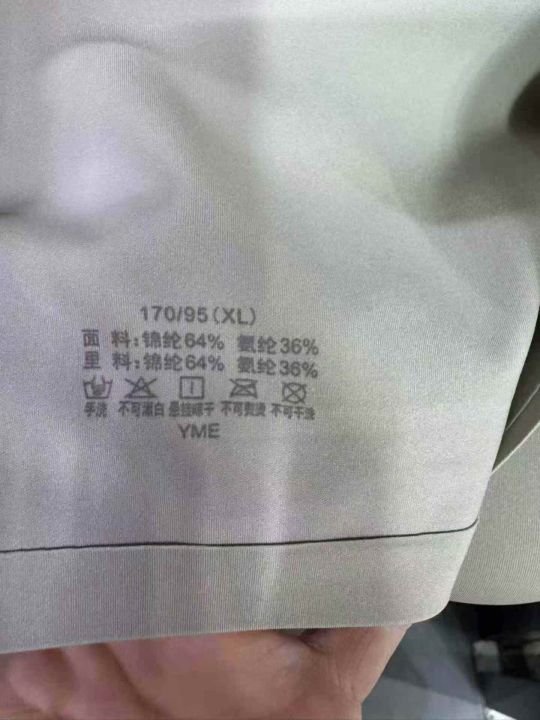 170/95(XL)
面 料:锦纶64% 氨纶36%
里 料:锦纶64% 氨纶36%
手洗 不可漂白 悬挂晾干 不可熨烫 不可干洗
YME